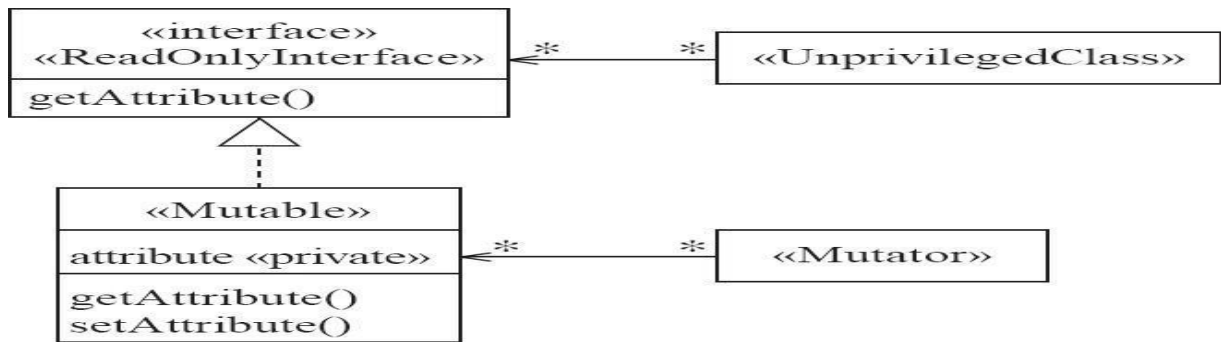 «interface»
«ReadOnlyInterface»
getAttribute()
* *
«UnprivilegedClass»
«Mutable»
attribute «private»
getAttribute()
setAttribute()
* *
«Mutator»